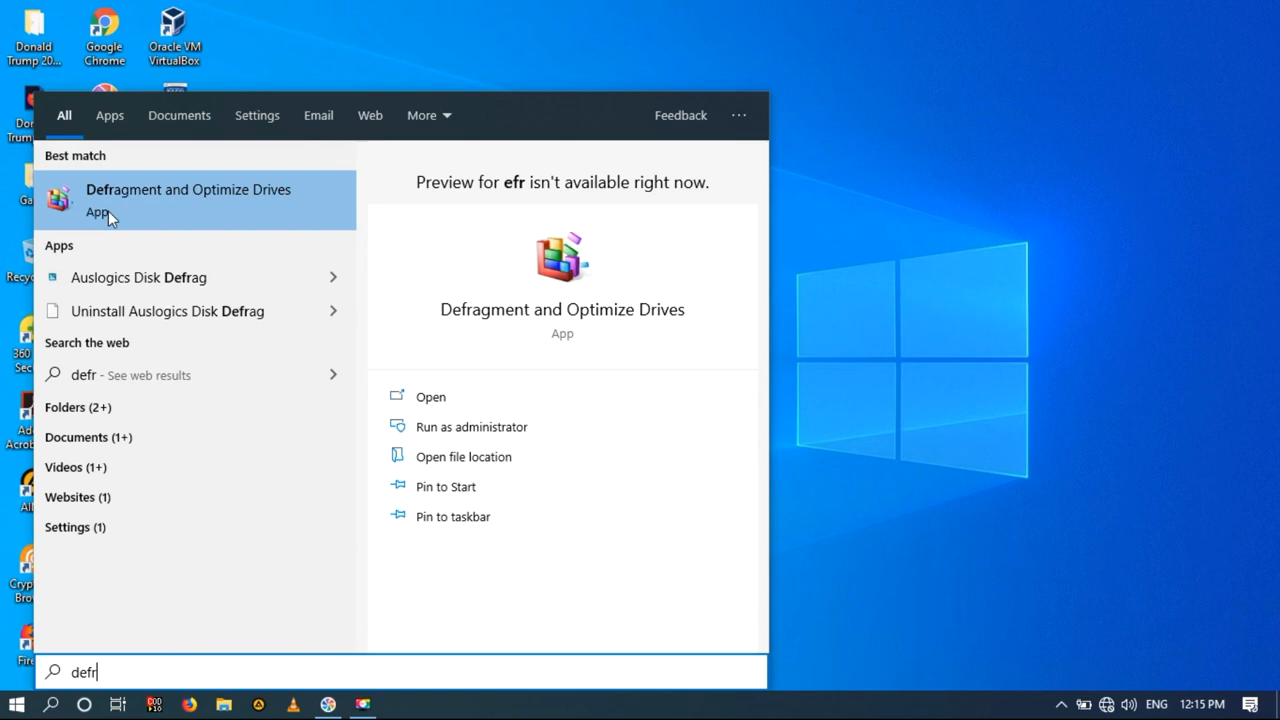 Donald
Trump 20...
Google
Chrome
Oracle VM
VirtualBox
All
Apps
Documents
Settings
Email
Web
More
Feedback
...
Best match
Defragment and Optimize Drives
App
Apps
Auslogics Disk Defrag
Uninstall Auslogics Disk Defrag
Search the web
defr - See web results
Folders (2+)
Documents (1+)
Videos (1+)
Websites (1)
Settings (1)
Preview for efr isn't available right now.
Defragment and Optimize Drives
App
Open
Run as administrator
Open file location
Pin to Start
Pin to taskbar
defr
ENG
12:15 PM